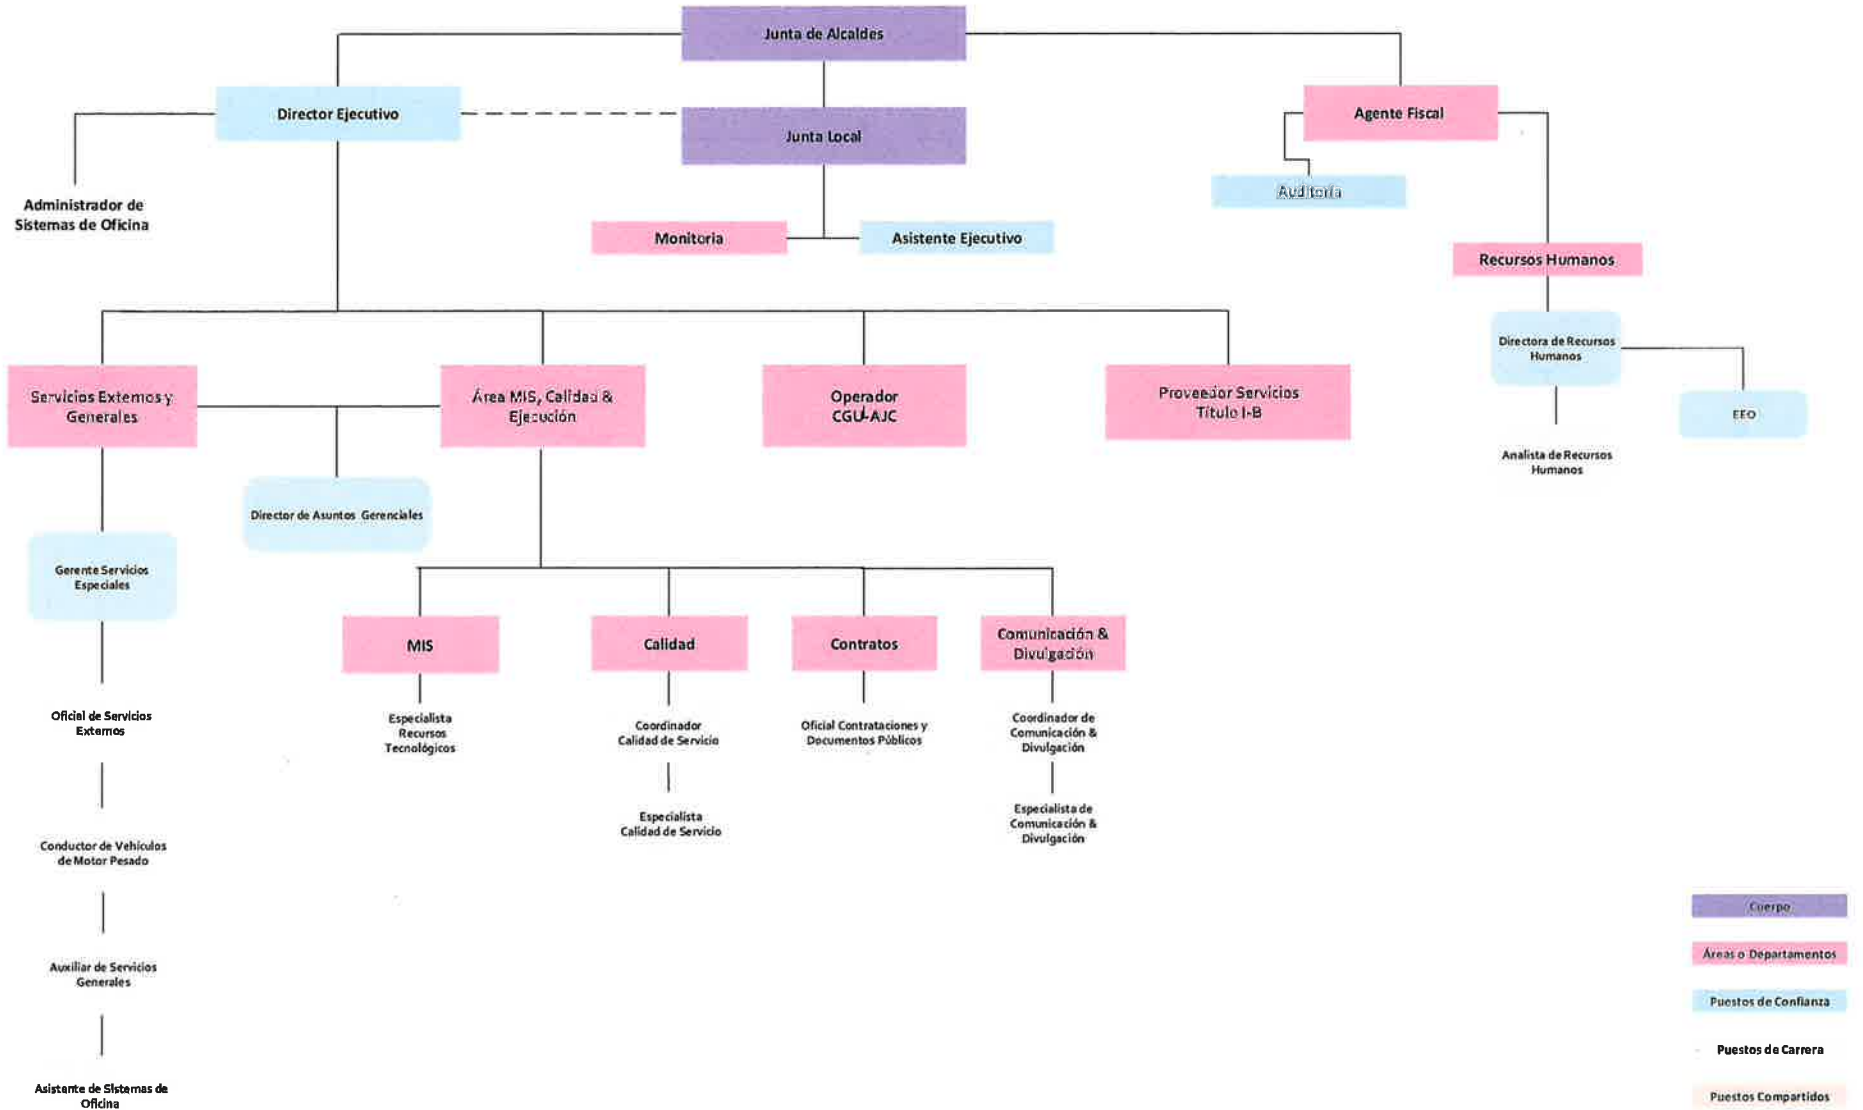 Junta de Alcaldes
Director Ejecutivo
Junta Local
Agente Fiscal
Auditoría
Administrador de
Sistemas de Oficina
Monitoria
Asistente Ejecutivo
Recursos Humanos
Directora de Recursos
Humanos
EEO
Analista de Recursos
Humanos
Servicios Externos y
Generales
Área MIS, Calidad &
Ejecución
Operador
CGU-AJC
Proveedor Servicios
Título I-B
Director de Asuntos Gerenciales
Gerente Servicios
Especiales
MIS
Calidad
Contratos
Comunicación &
Divulgación
Oficial de Servicios
Externos
Especialista
Recursos
Tecnológicos
Coordinador
Calidad de Servicio
Oficial Contrataciones y
Documentos Públicos
Coordinador de
Comunicación &
Divulgación
Especialista
Calidad de Servicio
Especialista de
Comunicación &
Divulgación
Conductor de Vehículos
de Motor Pesado
Auxiliar de Servicios
Generales
Asistente de Sistemas de
Oficina
Cuerpo
Áreas o Departamentos
Puestos de Confianza
Puestos de Carrera
Puestos Compartidos